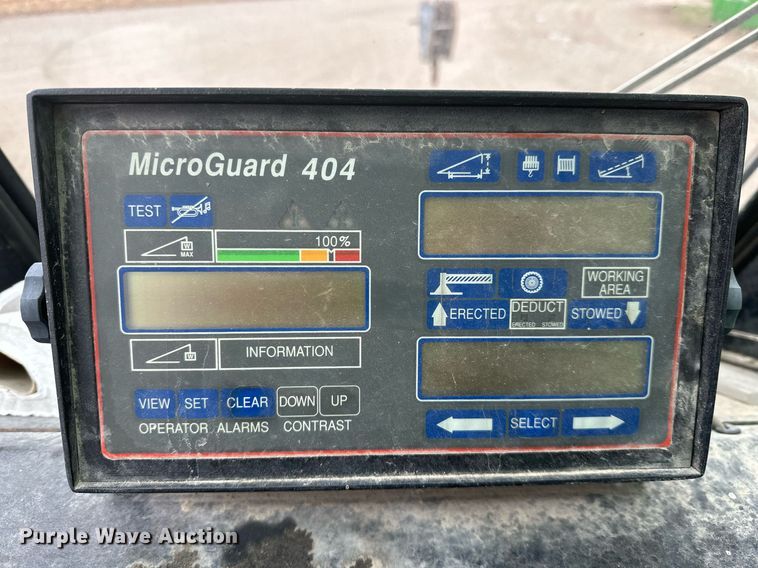 MicroGuard 404
TEST
W
MAX
100%
W
INFORMATION
VIEW SET CLEAR DOWN UP
OPERATOR ALARMS CONTRAST
WORKING
AREA
ERECTED
DEDUCT
ERECTED STOWED
STOWED
SELECT
Purple Wave Auction